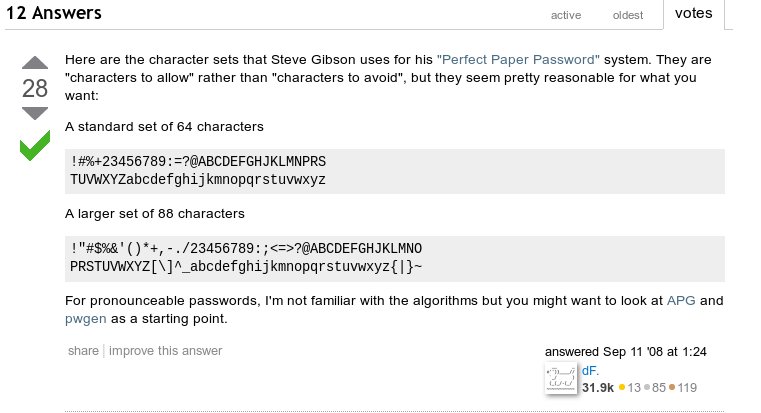 12 Answers
active oldest votes
Here are the character sets that Steve Gibson uses for his "Perfect Paper Password" system. They are
28
"characters to allow" rather than "characters to avoid", but they seem pretty reasonable for what you
want:
A standard set of 64 characters
!#%+23456789:=?@ABCDEFGHJKLMNPRS
TUVWXYZabcdefghijkmnopqrstuvwxyz
A larger set of 88 characters
!"#$%&'()*+,-./23456789:;<=>?@ABCDEFGHJKLMNO
PRSTUVWXYZ[\]^_abcdefghijkmnopqrstuvwxyz{|}~
For pronounceable passwords, I'm not familiar with the algorithms but you might want to look at APG and
pwgen as a starting point.
share improve this answer
answered Sep 11 '08 at 1:24
dF.
31.9k 13 85 119